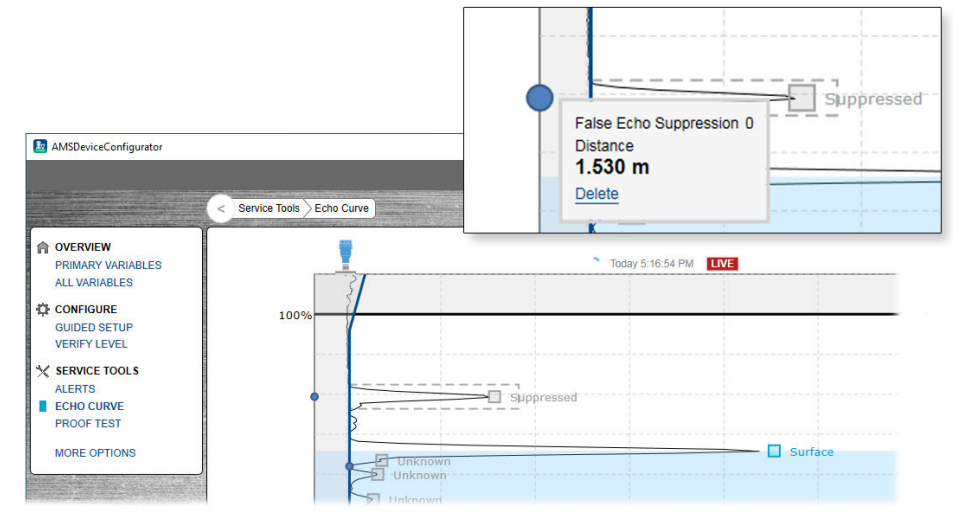 Suppressed
False Echo Suppression 0
Distance
1.530 m
Delete
AMSDeviceConfigurator
< Service Tools Echo Curve
OVERVIEW
PRIMARY VARIABLES
ALL VARIABLES
CONFIGURE
GUIDED SETUP
VERIFY LEVEL
SERVICE TOOLS
ALERTS
ECHO CURVE
PROOF TEST
MORE OPTIONS
Today 5:16:54 PM LIVE
100%
Suppressed
Surface
Unknown
Unknown
Unknown